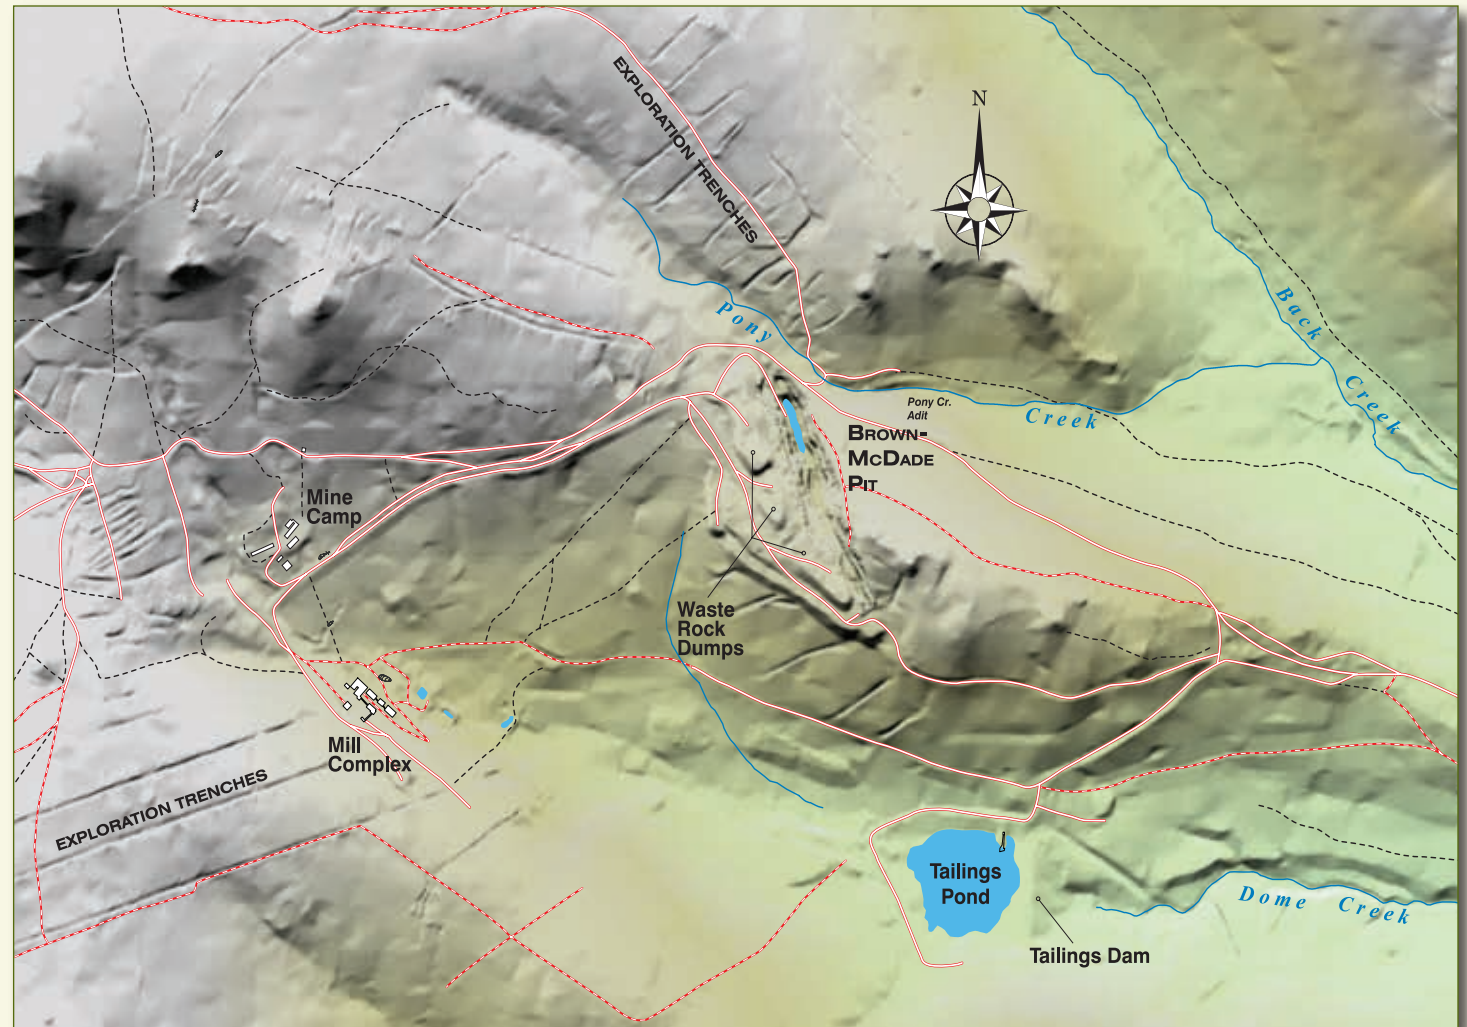 N
EXPLORATION TRENCHES
Back
Creek
Pony
Creek
Pony Cr.
Adit
BROWN-
MCDADE
PIT
Mine
Camp
Waste
Rock
Dumps
Mill
Complex
EXPLORATION TRENCHES
Tailings
Pond
Dome Creek
Tailings Dam